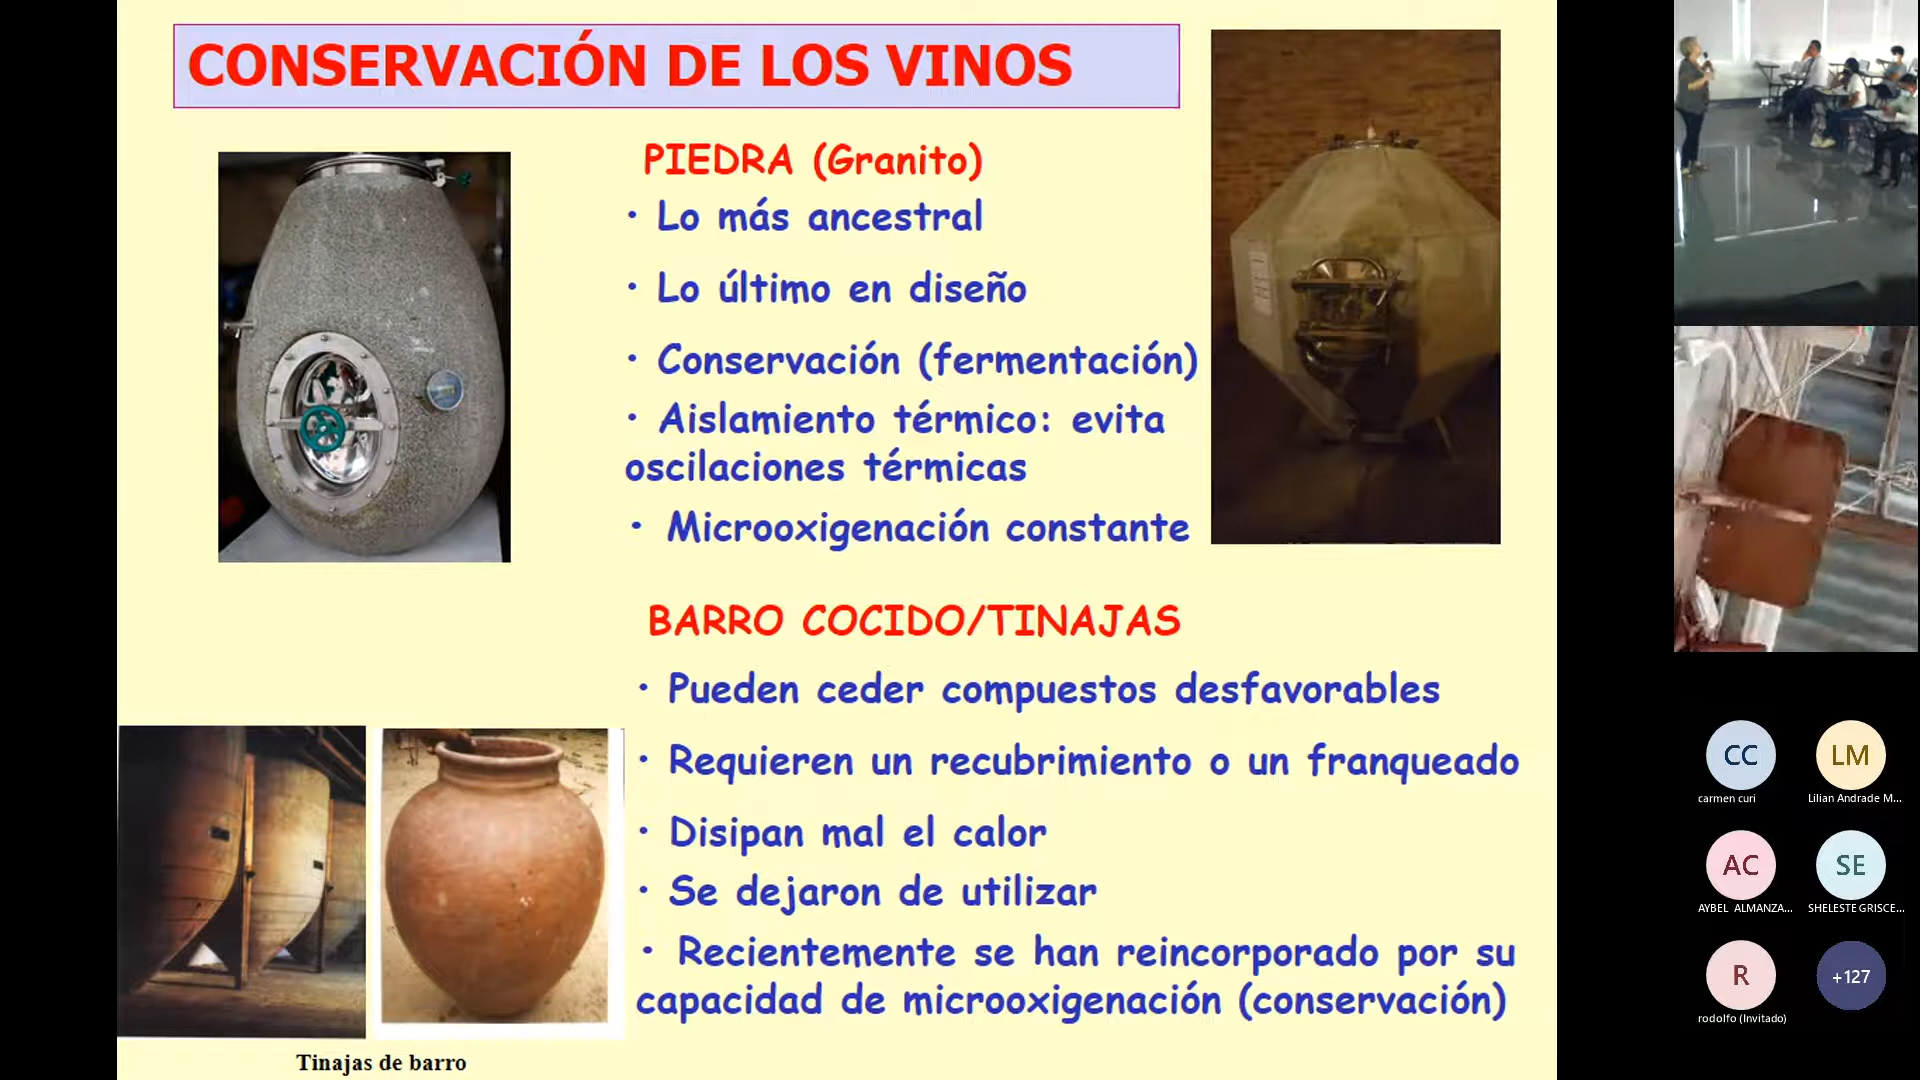 CONSERVACIÓN DE LOS VINOS
PIEDRA (Granito)
• Lo más ancestral
• Lo último en diseño
• Conservación (fermentación)
• Aislamiento térmico: evita
oscilaciones térmicas
• Microoxigenación constante
BARRO COCIDO/TINAJAS
• Pueden ceder compuestos desfavorables
• Requieren un recubrimiento o un franqueado
• Disipan mal el calor
• Se dejaron de utilizar
• Recientemente se han reincorporado por su
capacidad de microoxigenación (conservación)
Tinajas de barro
CC
carmen curi
LM
Lilian Andrade M...
AC
AYBEL ALMANZA...
SE
SHELESTE GRISCE...
R
rodolfo (Invitado)
+127